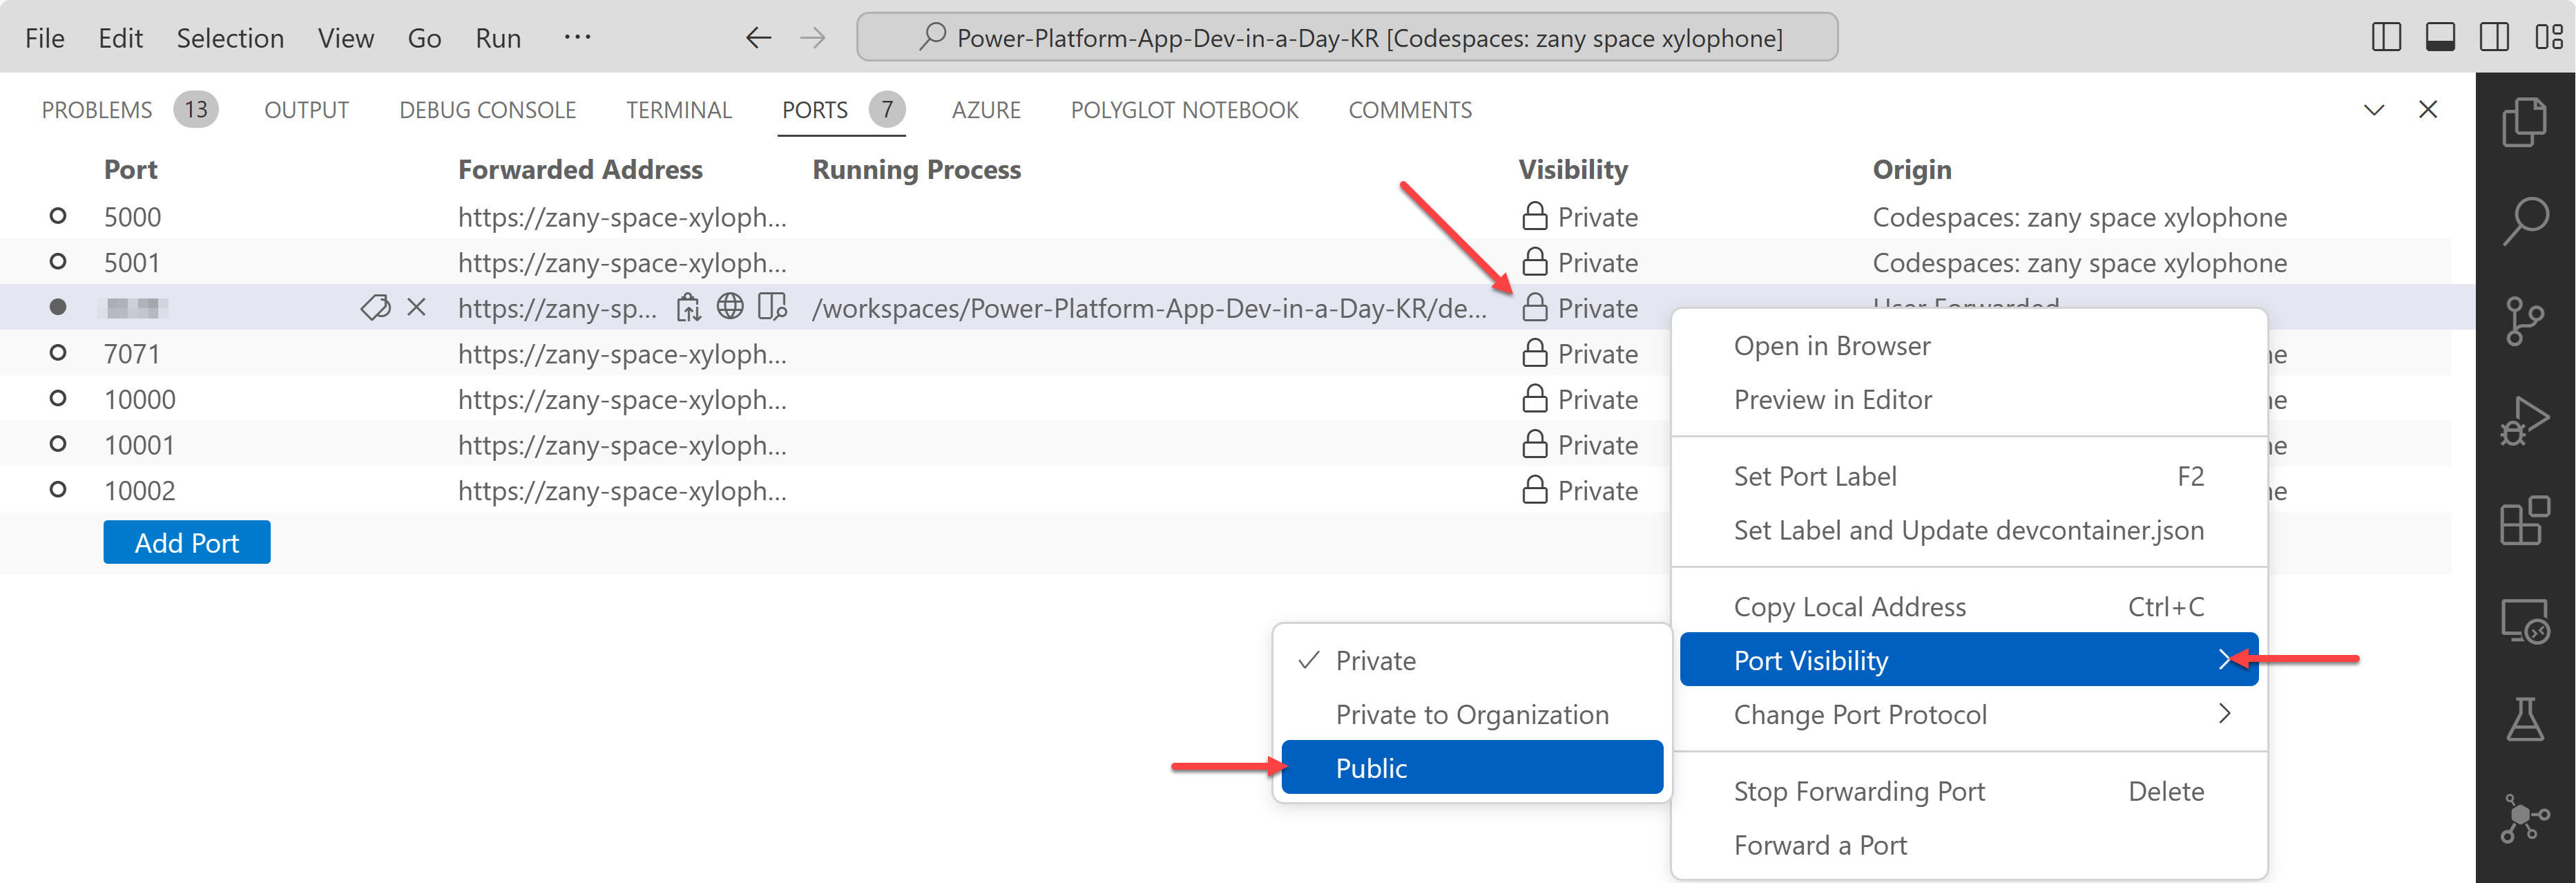 File Edit Selection View Go Run ··· Power-Platform-App-Dev-in-a-Day-KR [Codespaces: zany space xylophone]
PROBLEMS 13 OUTPUT DEBUG CONSOLE TERMINAL PORTS 7 AZURE POLYGLOT NOTEBOOK COMMENTS
Port Forwarded Address Running Process Visibility Origin
5000 https://zany-space-xyloph... Private Codespaces: zany space xylophone
5001 https://zany-space-xyloph... Private Codespaces: zany space xylophone
https://zany-sp... /workspaces/Power-Platform-App-Dev-in-a-Day-KR/de... Private User Forwarded
7071 https://zany-space-xyloph... Private ne
10000 https://zany-space-xyloph... Private ne
10001 https://zany-space-xyloph... Private ne
10002 https://zany-space-xyloph... Private ne
Add Port
Open in Browser
Preview in Editor
Set Port Label F2
Set Label and Update devcontainer.json
Copy Local Address Ctrl+C
Port Visibility
Change Port Protocol
Stop Forwarding Port Delete
Forward a Port
Private
Private to Organization
Public